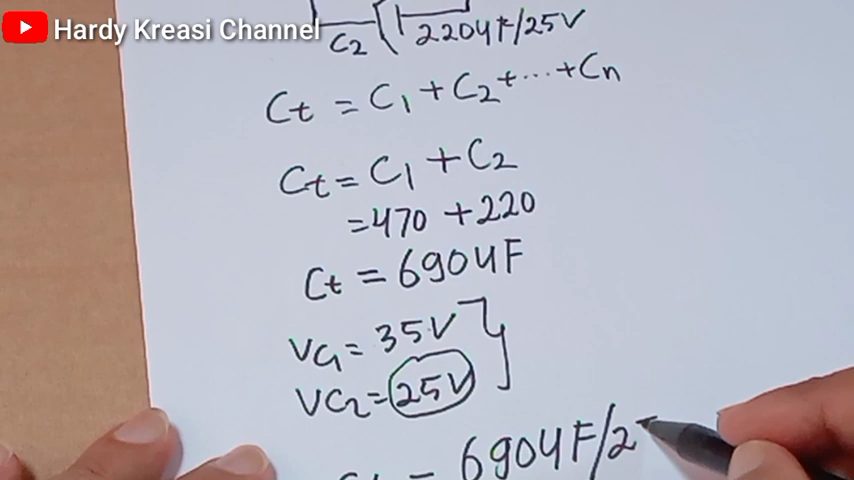 Hardy Kreasi Channel
C2 220uF/25V
Ct = C1 + C2 + ... + Cn
Ct = C1 + C2
= 470 + 220
Ct = 690uF
VC1 = 35V
VC2 = 25V
= 690uF/2